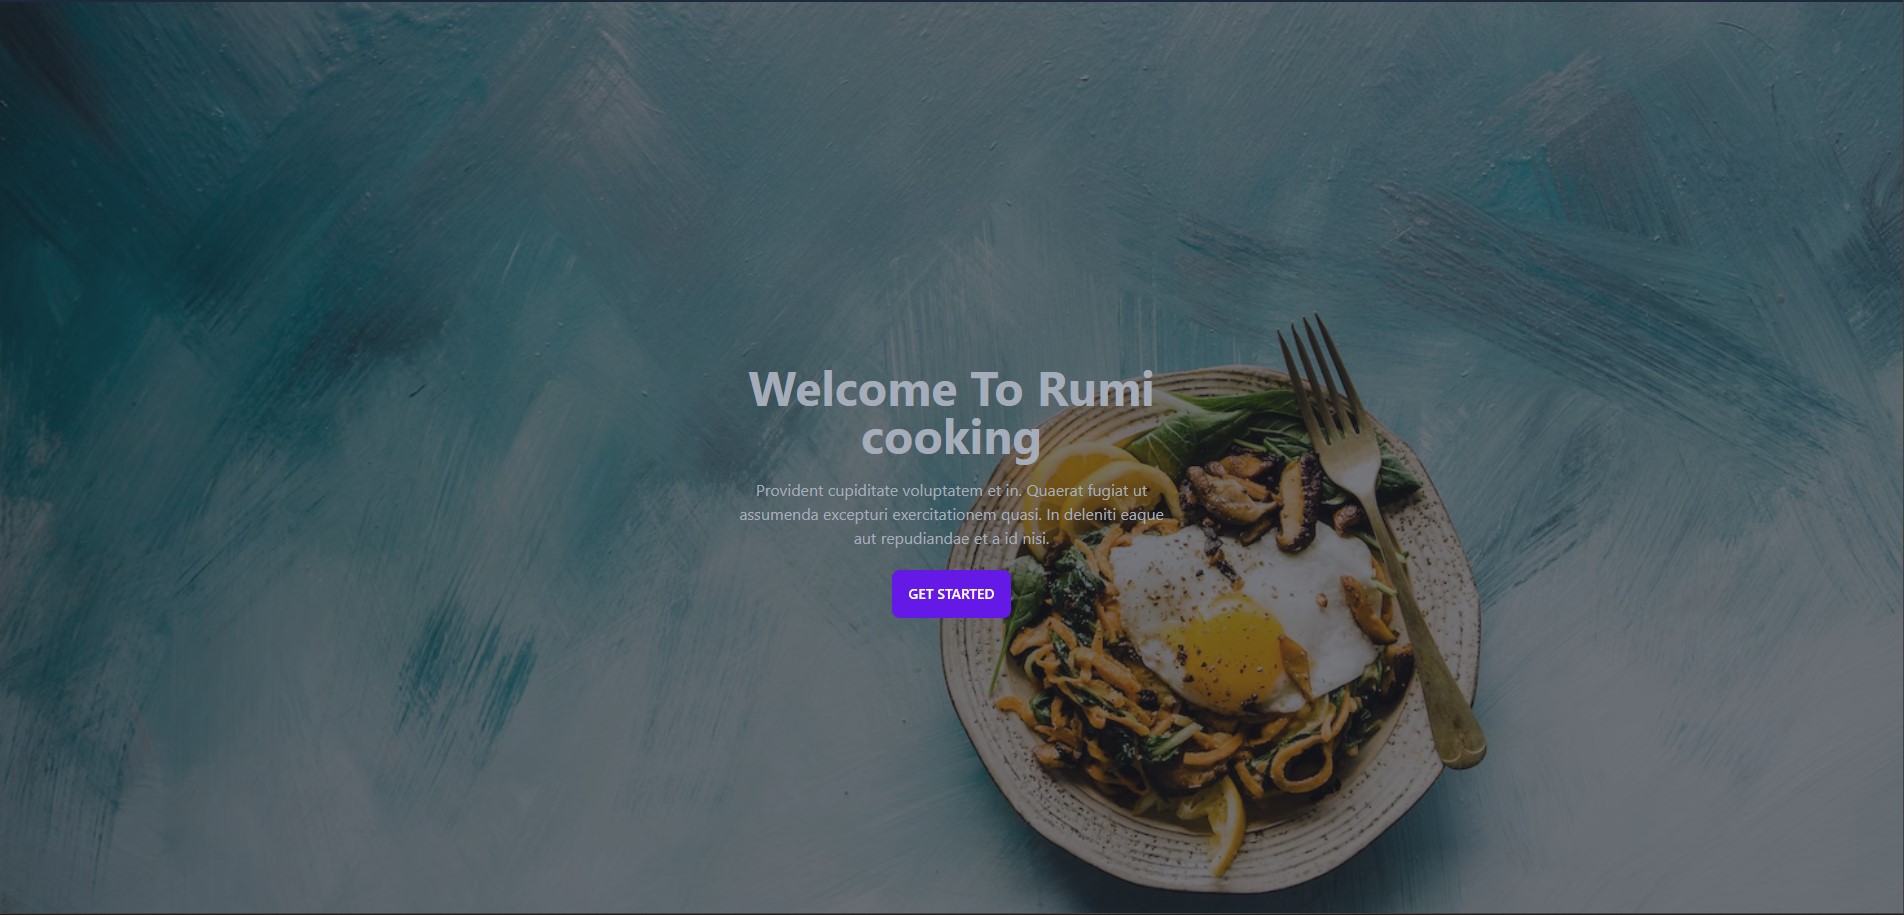 Welcome To Rumi
cooking
Provident cupiditate voluptatem et in. Quaerat fugiat ut
assumenda excepturi exercitationem quasi. In deleniti eaque
aut repudiandae et a id nisi.
GET STARTED